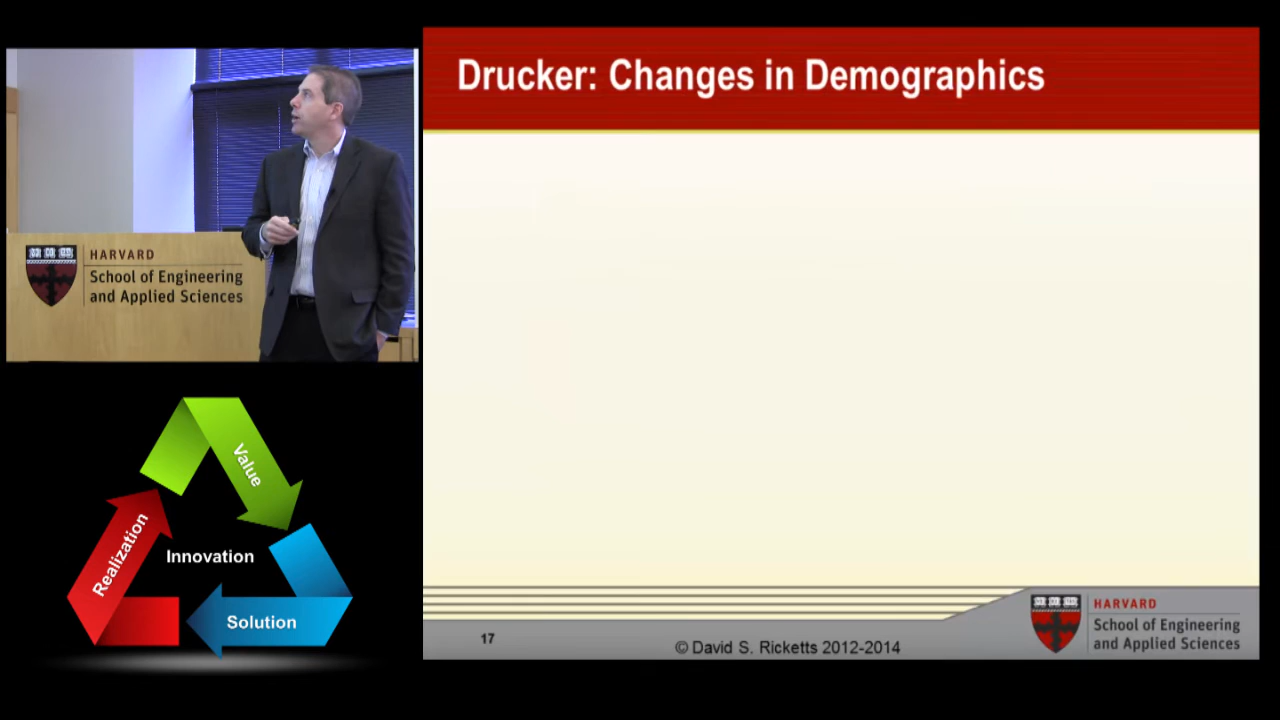 Drucker: Changes in Demographics
HARVARD
School of Engineering
and Applied Sciences
Value
Realization
Innovation
Solution
17
© David S. Ricketts 2012-2014
HARVARD
School of Engineering
and Applied Sciences